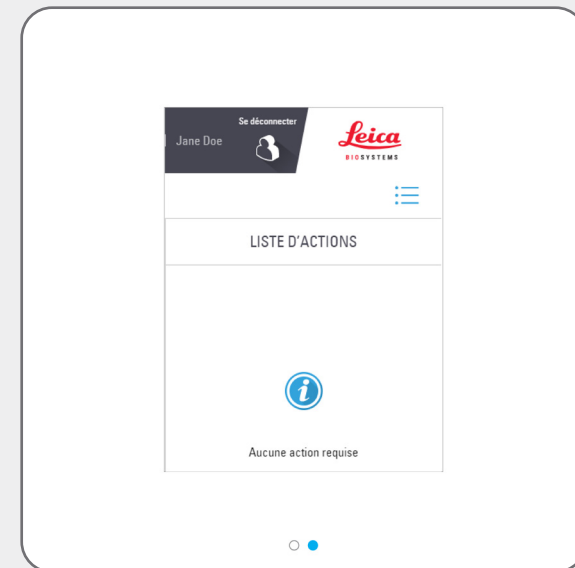 Se déconnecter
Jane Doe
Leica
BIOSYSTEMS
LISTE D'ACTIONS
i
Aucune action requise